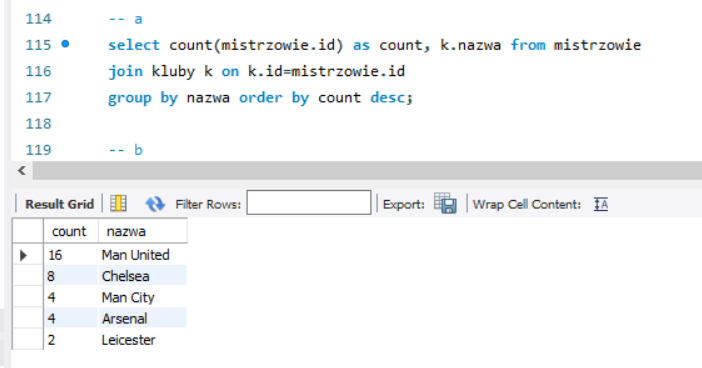 114 -- a
115 select count(mistrzowie.id) as count, k.nazwa from mistrzowie
116 join kluby k on k.id=mistrzowie.id
117 group by nazwa order by count desc;
118
119 -- b
Result Grid Filter Rows: Export: Wrap Cell Content: IA
count nazwa
16 Man United
8 Chelsea
4 Man City
4 Arsenal
2 Leicester